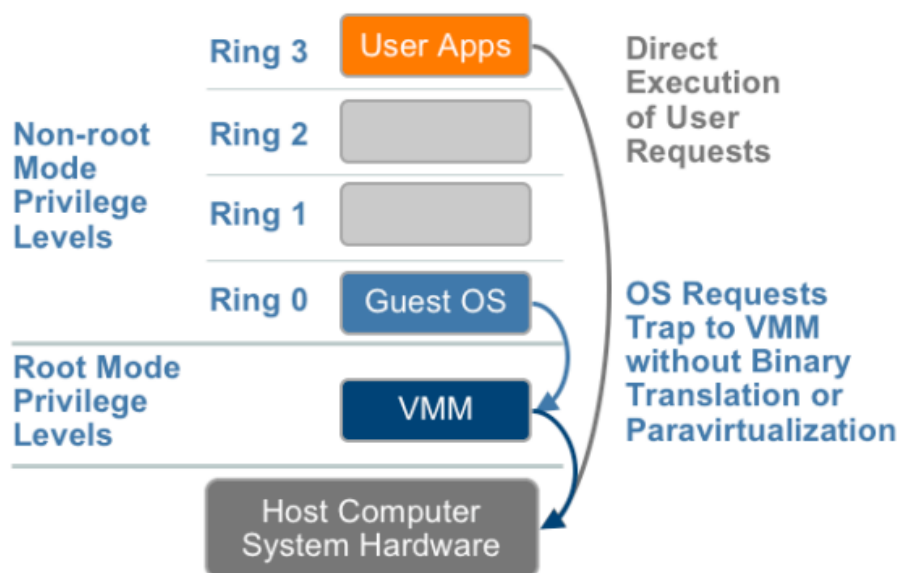 Ring 3
User Apps
Direct
Execution
of User
Requests
Non-root
Mode
Privilege
Levels
Ring 2
Ring 1
Ring 0
Guest OS
OS Requests
Trap to VMM
without Binary
Translation or
Paravirtualization
Root Mode
Privilege
Levels
VMM
Host Computer
System Hardware